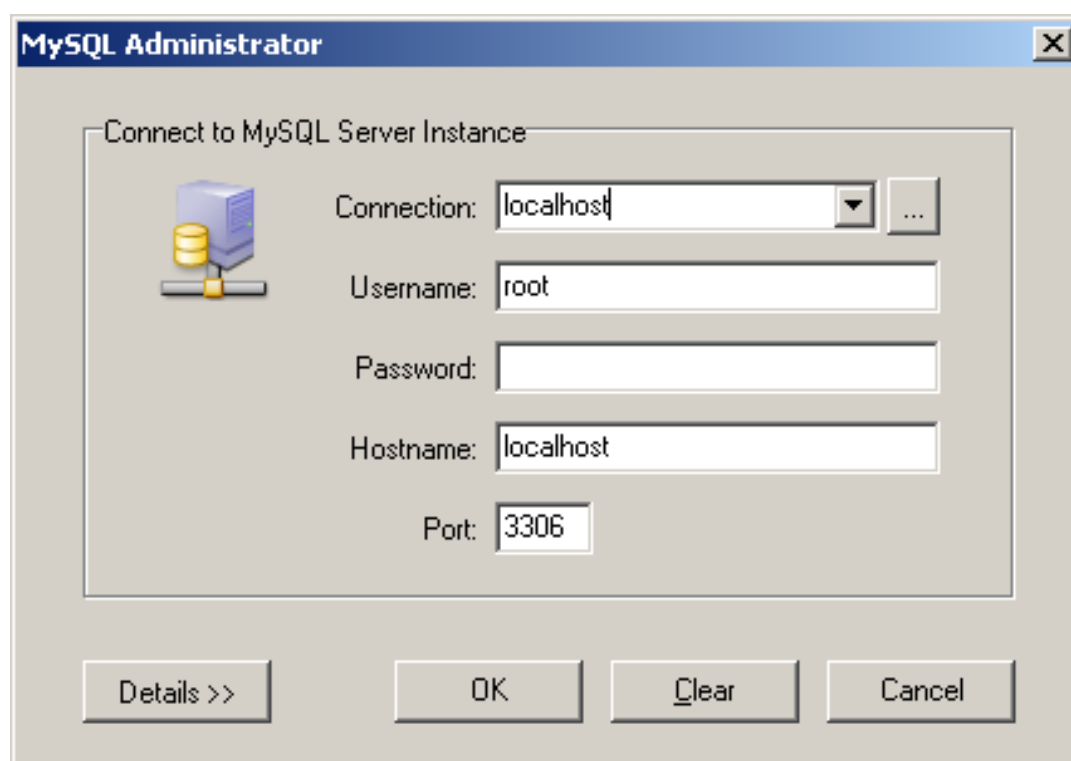 MySQL Administrator
Connect to MySQL Server Instance
Connection: localhost ...
Username: root
Password:
Hostname: localhost
Port: 3306
Details >> OK Clear Cancel